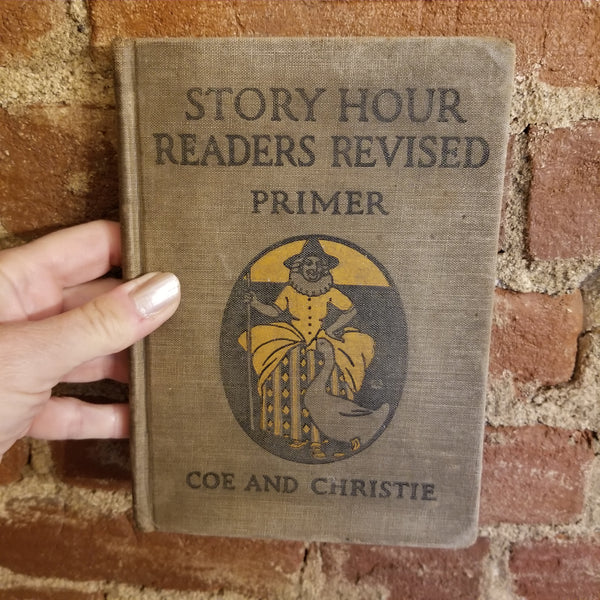 STORY HOUR
READERS REVISED
PRIMER
COE AND CHRISTIE